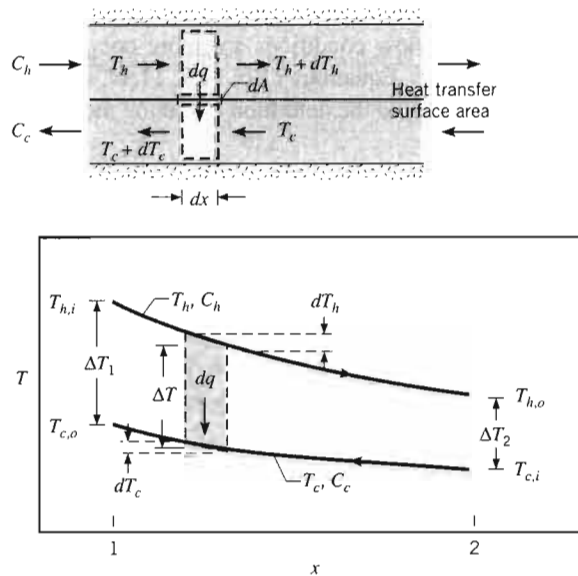 C_h
T_h
dq
T_h + dT_h
dA
Heat transfer
surface area
C_c
T_c + dT_c
T_c
dx
T_h,i
T_h, C_h
dT_h
ΔT_1
T
ΔT
dq
T_h,o
T_c,o
ΔT_2
T_c,i
dT_c
T_c, C_c
1
2
x